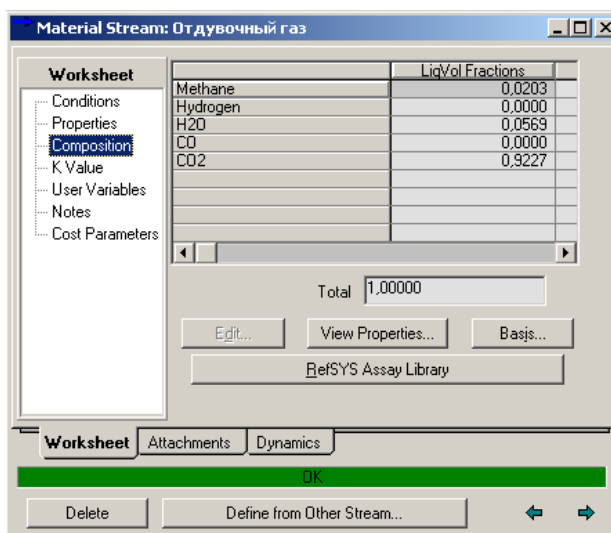 Material Stream: Отдувочный газ
Worksheet
Conditions
Properties
Composition
K Value
User Variables
Notes
Cost Parameters
LiqVol Fractions
Methane 0,0203
Hydrogen 0,0000
H2O 0,0569
CO 0,0000
CO2 0,9227
Total 1,00000
Edit... View Properties... Basis...
RefSYS Assay Library
Worksheet Attachments Dynamics
OK
Delete Define from Other Stream...